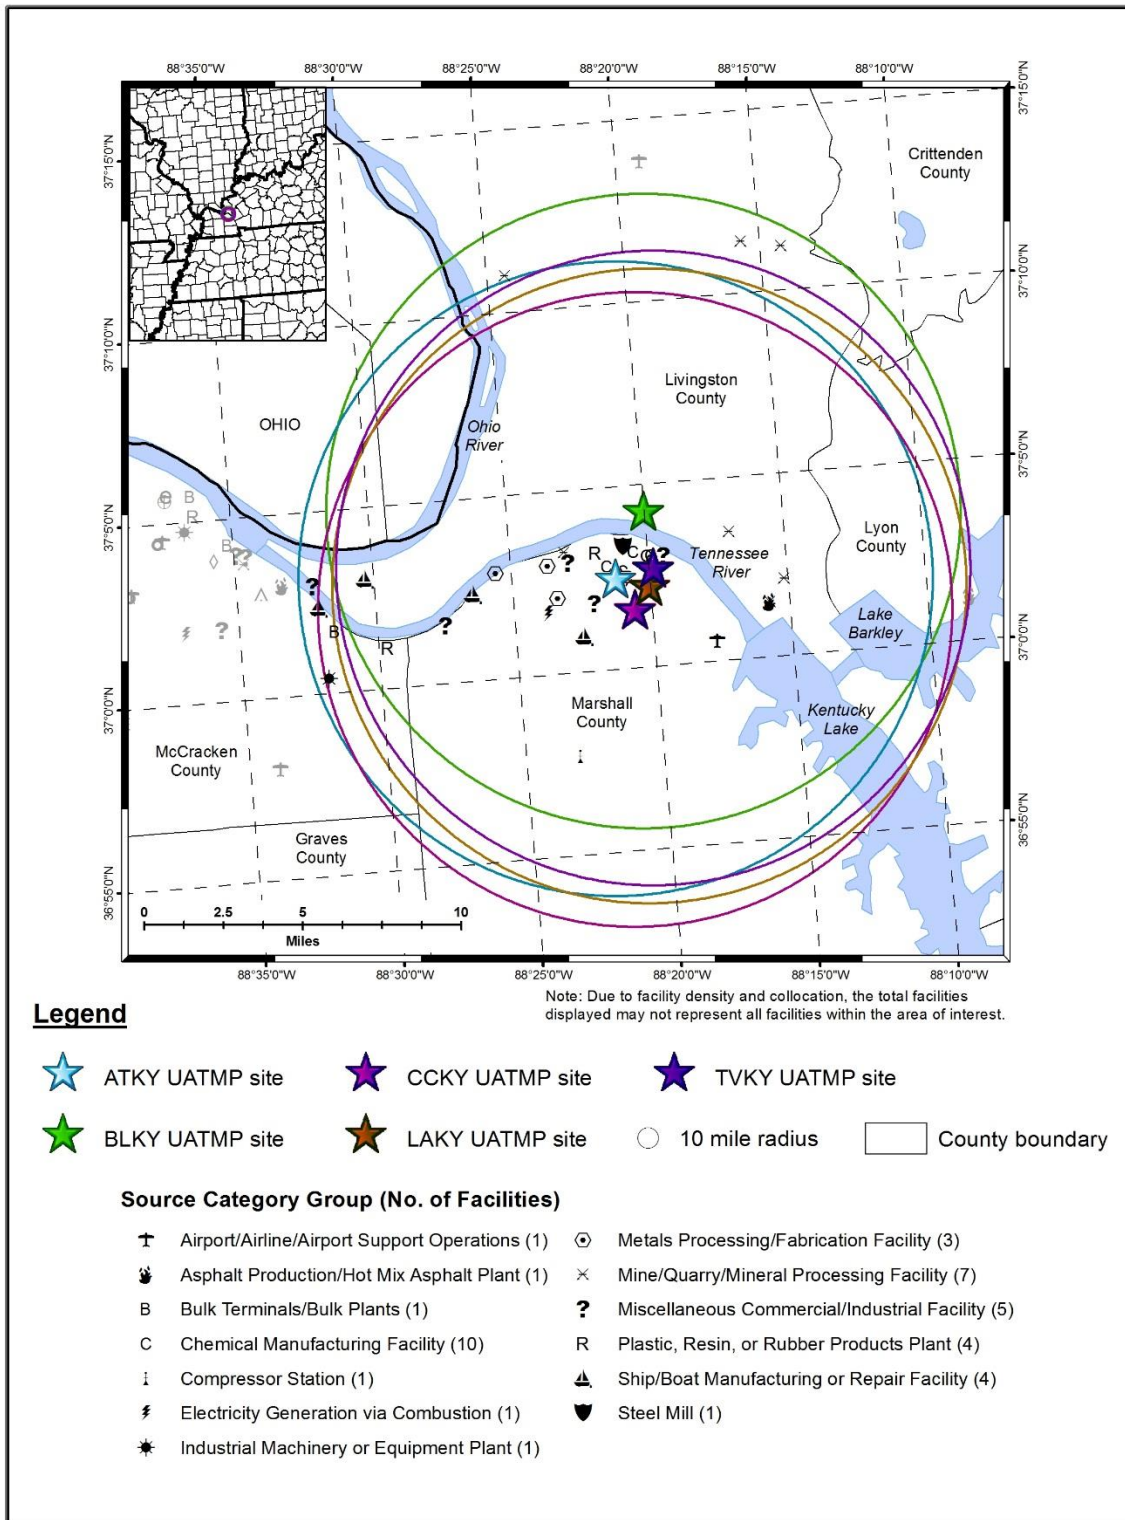 88°35'0"W
88°30'0"W
88°25'0"W
88°20'0"W
88°15'0"W
88°10'0"W
37°15'0"N
37°15'0"N
Crittenden
County
37°10'0"N
37°10'0"N
Livingston
County
OHIO
Ohio
River
37°5'0"N
37°5'0"N
B
R
B
Lyon
County
Tennessee
River
R
C
C
C
Lake
Barkley
B
R
37°0'0"N
37°0'0"N
Marshall
County
Kentucky
Lake
McCracken
County
Graves
County
36°55'0"N
36°55'0"N
0
2.5
5
10
Miles
88°35'0"W
88°30'0"W
88°25'0"W
88°20'0"W
88°15'0"W
88°10'0"W
Note: Due to facility density and collocation, the total facilities
displayed may not represent all facilities within the area of interest.
Legend
ATKY UATMP site
CCKY UATMP site
TVKY UATMP site
BLKY UATMP site
LAKY UATMP site
10 mile radius
County boundary
Source Category Group (No. of Facilities)
Airport/Airline/Airport Support Operations (1)
Metals Processing/Fabrication Facility (3)
Asphalt Production/Hot Mix Asphalt Plant (1)
Mine/Quarry/Mineral Processing Facility (7)
B Bulk Terminals/Bulk Plants (1)
? Miscellaneous Commercial/Industrial Facility (5)
C Chemical Manufacturing Facility (10)
R Plastic, Resin, or Rubber Products Plant (4)
Compressor Station (1)
Ship/Boat Manufacturing or Repair Facility (4)
Electricity Generation via Combustion (1)
Steel Mill (1)
Industrial Machinery or Equipment Plant (1)